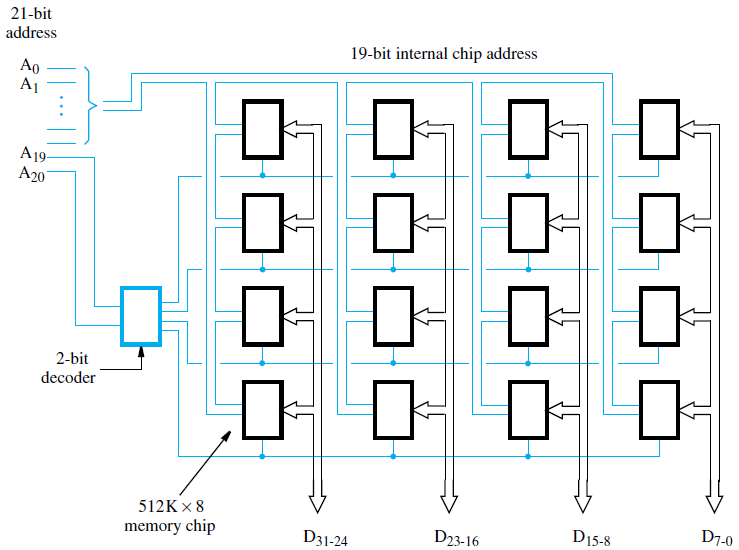 21-bit
address
19-bit internal chip address
A0
A1
A19
A20
2-bit
decoder
512K × 8
memory chip
D31-24
D23-16
D15-8
D7-0